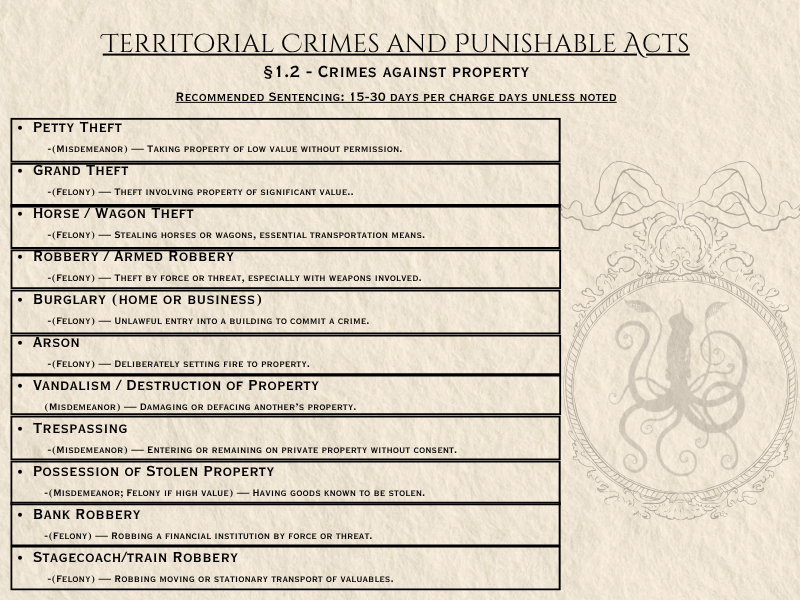 Territorial Crimes and Punishable Acts
§1.2 - Crimes against property
Recommended Sentencing: 15-30 days per charge days unless noted
• Petty Theft
-(Misdemeanor) — Taking property of low value without permission.
• Grand Theft
-(Felony) — Theft involving property of significant value..
• Horse / Wagon Theft
-(Felony) — Stealing horses or wagons, essential transportation means.
• Robbery / Armed Robbery
-(Felony) — Theft by force or threat, especially with weapons involved.
• Burglary (home or business)
-(Felony) — Unlawful entry into a building to commit a crime.
• Arson
-(Felony) — Deliberately setting fire to property.
• Vandalism / Destruction of Property
(Misdemeanor) — Damaging or defacing another's property.
• Trespassing
-(Misdemeanor) — Entering or remaining on private property without consent.
• Possession of Stolen Property
-(Misdemeanor; Felony if high value) — Having goods known to be stolen.
• Bank Robbery
-(Felony) — Robbing a financial institution by force or threat.
• Stagecoach/train Robbery
-(Felony) — Robbing moving or stationary transport of valuables.